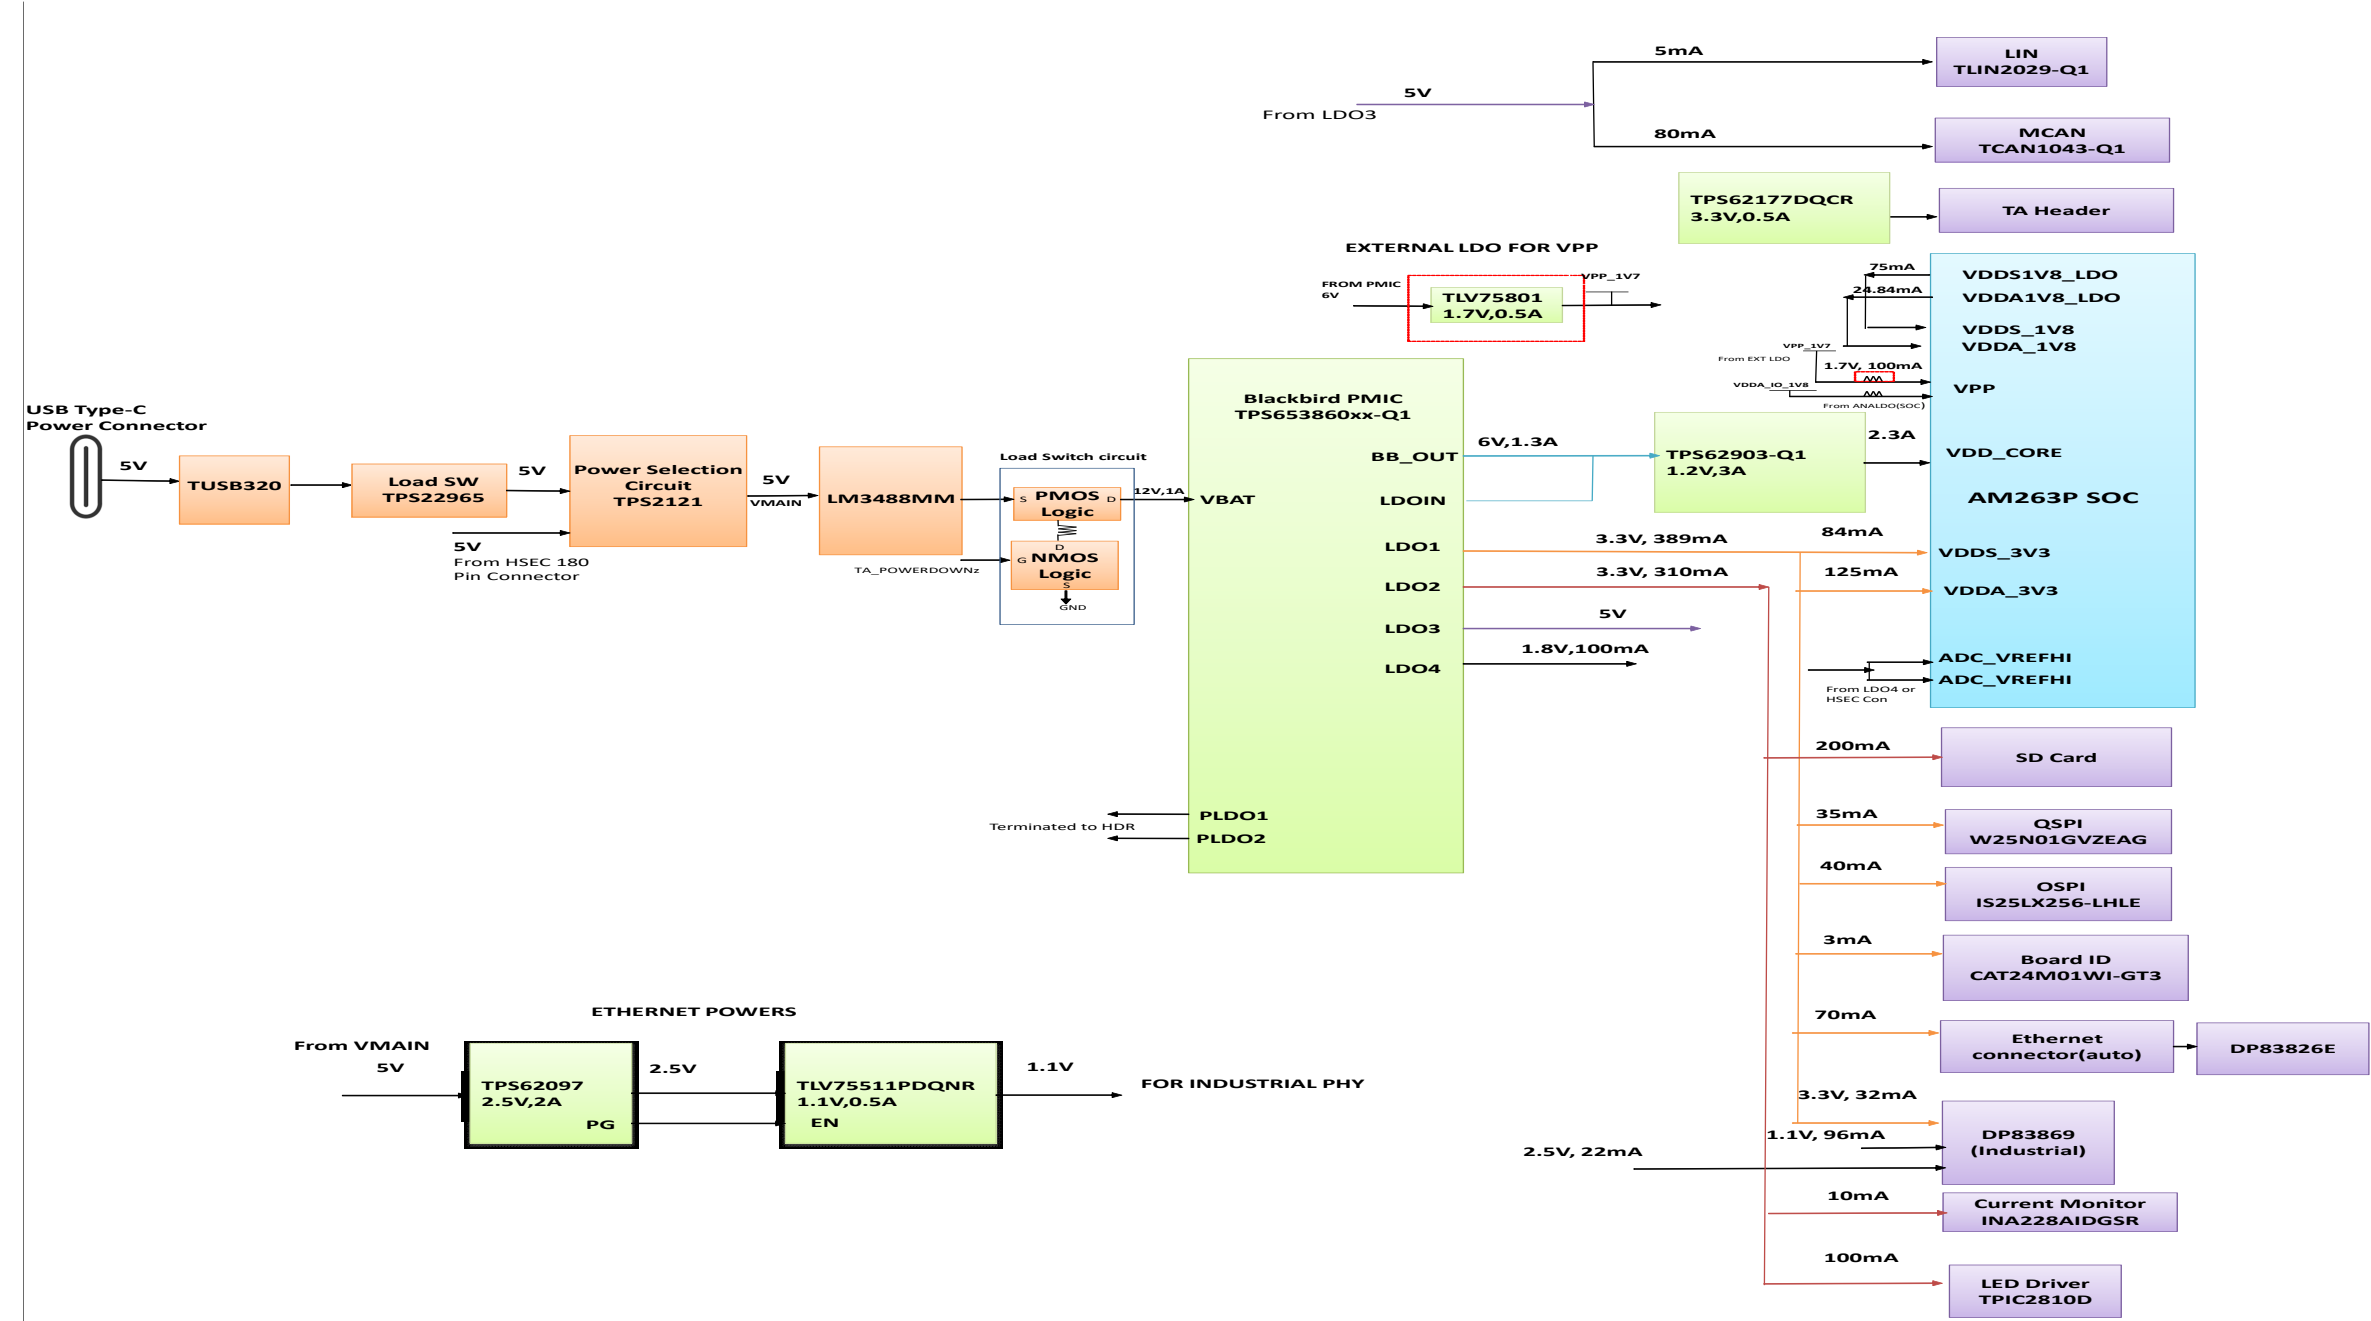 5mA
LIN
TLIN2029-Q1
5V
From LDO3
80mA
MCAN
TCAN1043-Q1
TPS62177DQCR
3.3V,0.5A
TA Header
EXTERNAL LDO FOR VPP
FROM PMIC
6V
TLV75801
1.7V,0.5A
VPP_1V7
75mA
VDDS1V8_LDO
24.84mA
VDDA1V8_LDO
VDDS_1V8
VPP_1V7
VDDA_1V8
From EXT LDO
1.7V, 100mA
VDDA_IO_1V8
VPP
From ANALDO(SOC)
USB Type-C
Power Connector
5V
TUSB320
Load SW
TPS22965
5V
Power Selection
Circuit
TPS2121
5V
From HSEC 180
Pin Connector
5V
VMAIN
LM3488MM
TA_POWERDOWNz
Load Switch circuit
S
PMOS
Logic
D
D
G
NMOS
Logic
S
GND
12V,1A
Blackbird PMIC
TPS653860xx-Q1
VBAT
BB_OUT
LDOIN
LDO1
LDO2
LDO3
LDO4
PLDO1
PLDO2
Terminated to HDR
6V,1.3A
TPS62903-Q1
1.2V,3A
2.3A
VDD_CORE
AM263P SOC
3.3V, 389mA
84mA
VDDS_3V3
3.3V, 310mA
125mA
VDDA_3V3
5V
1.8V,100mA
ADC_VREFHI
ADC_VREFHI
From LDO4 or
HSEC Con
200mA
SD Card
35mA
QSPI
W25N01GVZEAG
40mA
OSPI
IS25LX256-LHLE
3mA
Board ID
CAT24M01WI-GT3
70mA
Ethernet
connector(auto)
DP83826E
3.3V, 32mA
1.1V, 96mA
2.5V, 22mA
DP83869
(Industrial)
10mA
Current Monitor
INA228AIDGSR
100mA
LED Driver
TPIC2810D
ETHERNET POWERS
From VMAIN
5V
TPS62097
2.5V,2A
PG
2.5V
TLV75511PDQNR
1.1V,0.5A
EN
1.1V
FOR INDUSTRIAL PHY